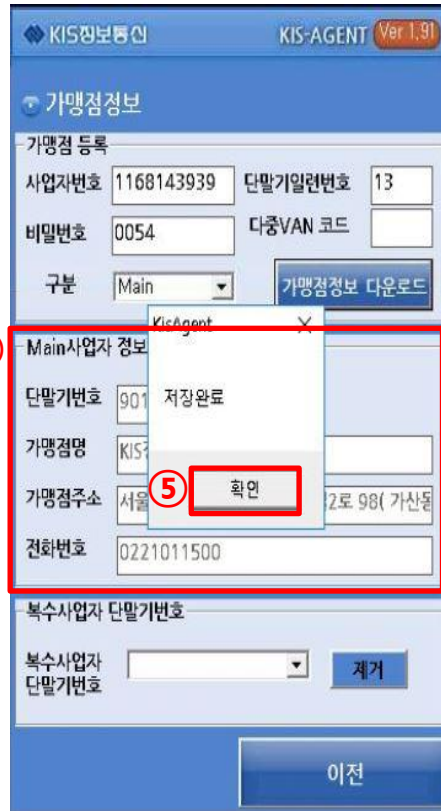 KIS정보통신 KIS-AGENT Ver 1.91
가맹점정보
가맹점 등록
사업자번호 1168143939 단말기일련번호 13
비밀번호 0054 다중VAN 코드
구분 Main 가맹점정보 다운로드
KisAgent X
Main사업자 정보
저장완료
단말기번호 901
가맹점명 KIS
⑤ 확인
가맹점주소 서울 2로 98( 가산동
전화번호 0221011500
복수사업자 단말기번호
복수사업자
단말기번호
제거
이전